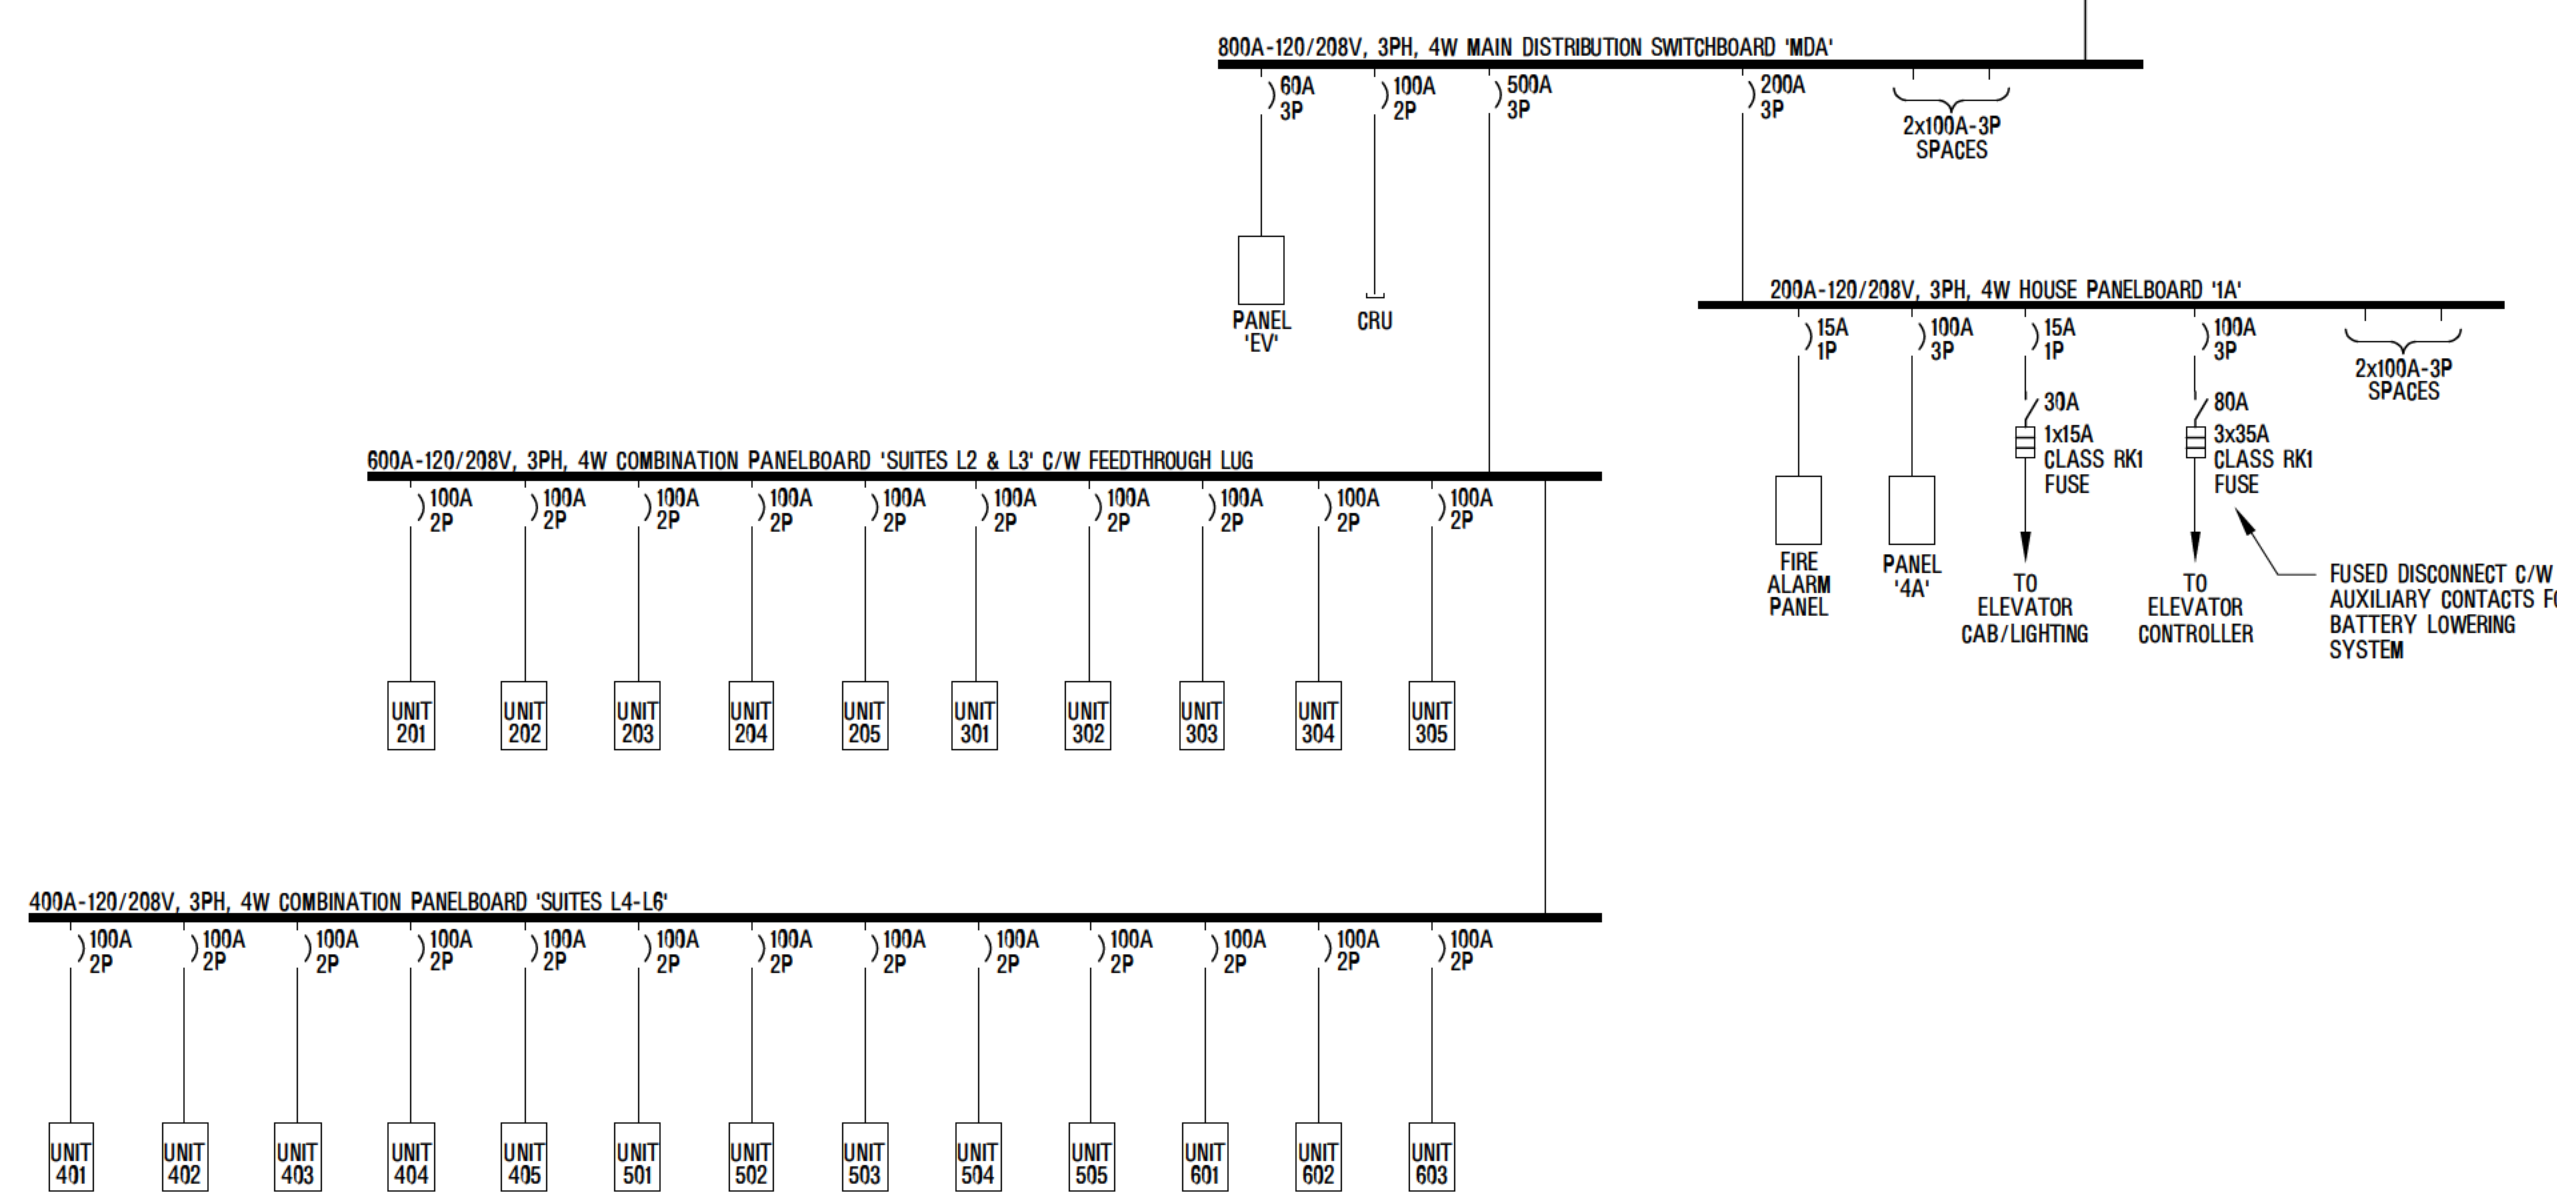 800A-120/208V, 3PH, 4W MAIN DISTRIBUTION SWITCHBOARD 'MDA'
60A
3P
100A
2P
500A
3P
200A
3P
2x100A-3P
SPACES
PANEL
'EV'
CRU
200A-120/208V, 3PH, 4W HOUSE PANELBOARD '1A'
15A
1P
100A
3P
15A
1P
100A
3P
2x100A-3P
SPACES
30A
1x15A
CLASS RK1
FUSE
80A
3x35A
CLASS RK1
FUSE
FIRE
ALARM
PANEL
PANEL
'4A'
TO
ELEVATOR
CAB/LIGHTING
TO
ELEVATOR
CONTROLLER
FUSED DISCONNECT C/W
AUXILIARY CONTACTS
BATTERY LOWERING
SYSTEM
600A-120/208V, 3PH, 4W COMBINATION PANELBOARD 'SUITES L2 & L3' C/W FEEDTHROUGH LUG
100A
2P
100A
2P
100A
2P
100A
2P
100A
2P
100A
2P
100A
2P
100A
2P
100A
2P
100A
2P
UNIT
201
UNIT
202
UNIT
203
UNIT
204
UNIT
205
UNIT
301
UNIT
302
UNIT
303
UNIT
304
UNIT
305
400A-120/208V, 3PH, 4W COMBINATION PANELBOARD 'SUITES L4-L6'
100A
2P
100A
2P
100A
2P
100A
2P
100A
2P
100A
2P
100A
2P
100A
2P
100A
2P
100A
2P
100A
2P
100A
2P
100A
2P
UNIT
401
UNIT
402
UNIT
403
UNIT
404
UNIT
405
UNIT
501
UNIT
502
UNIT
503
UNIT
504
UNIT
505
UNIT
601
UNIT
602
UNIT
603